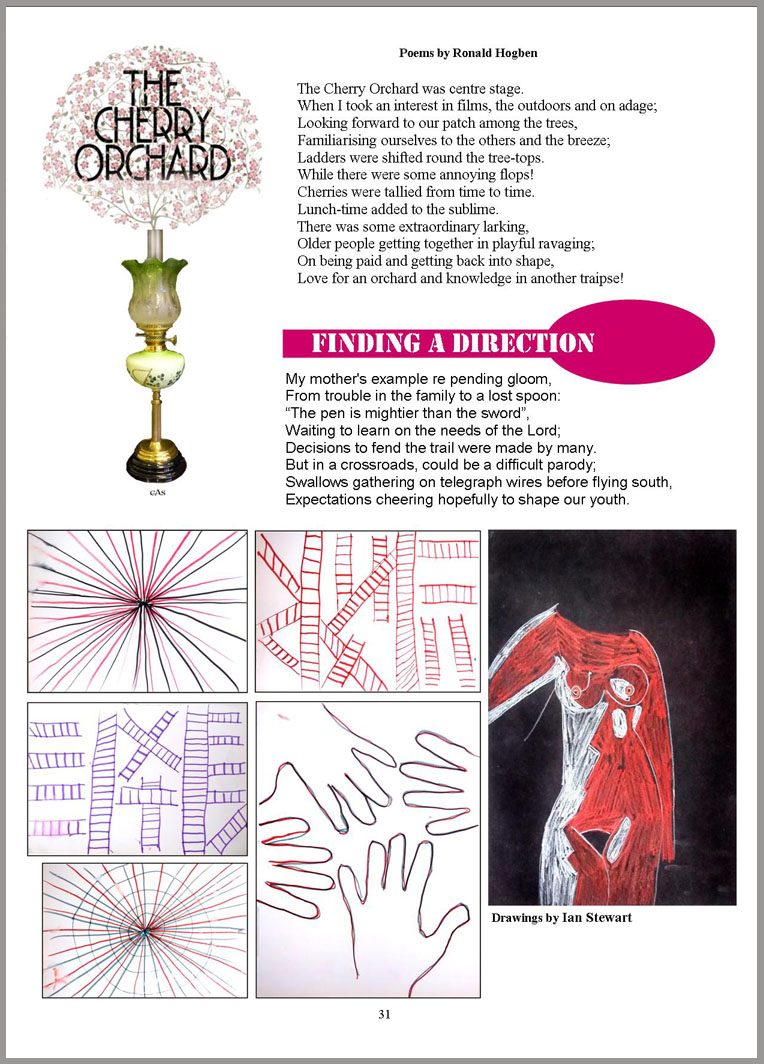 Poems by Ronald Hogben
THE
CHERRY
ORCHARD
The Cherry Orchard was centre stage.
When I took an interest in films, the outdoors and on adage;
Looking forward to our patch among the trees,
Familiarising ourselves to the others and the breeze;
Ladders were shifted round the tree-tops.
While there were some annoying flops!
Cherries were tallied from time to time.
Lunch-time added to the sublime.
There was some extraordinary larking,
Older people getting together in playful ravaging;
On being paid and getting back into shape,
Love for an orchard and knowledge in another traipse!
cAs
FINDING A DIRECTION
My mother's example re pending gloom,
From trouble in the family to a lost spoon:
“The pen is mightier than the sword”,
Waiting to learn on the needs of the Lord;
Decisions to fend the trail were made by many.
But in a crossroads, could be a difficult parody;
Swallows gathering on telegraph wires before flying south,
Expectations cheering hopefully to shape our youth.
Drawings by Ian Stewart
31